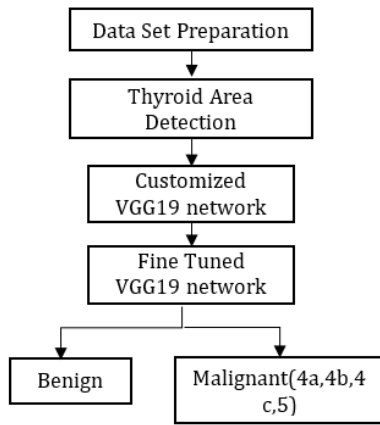 Data Set Preparation
Thyroid Area
Detection
Customized
VGG19 network
Fine Tuned
VGG19 network
Benign
Malignant(4a,4b,4
c,5)